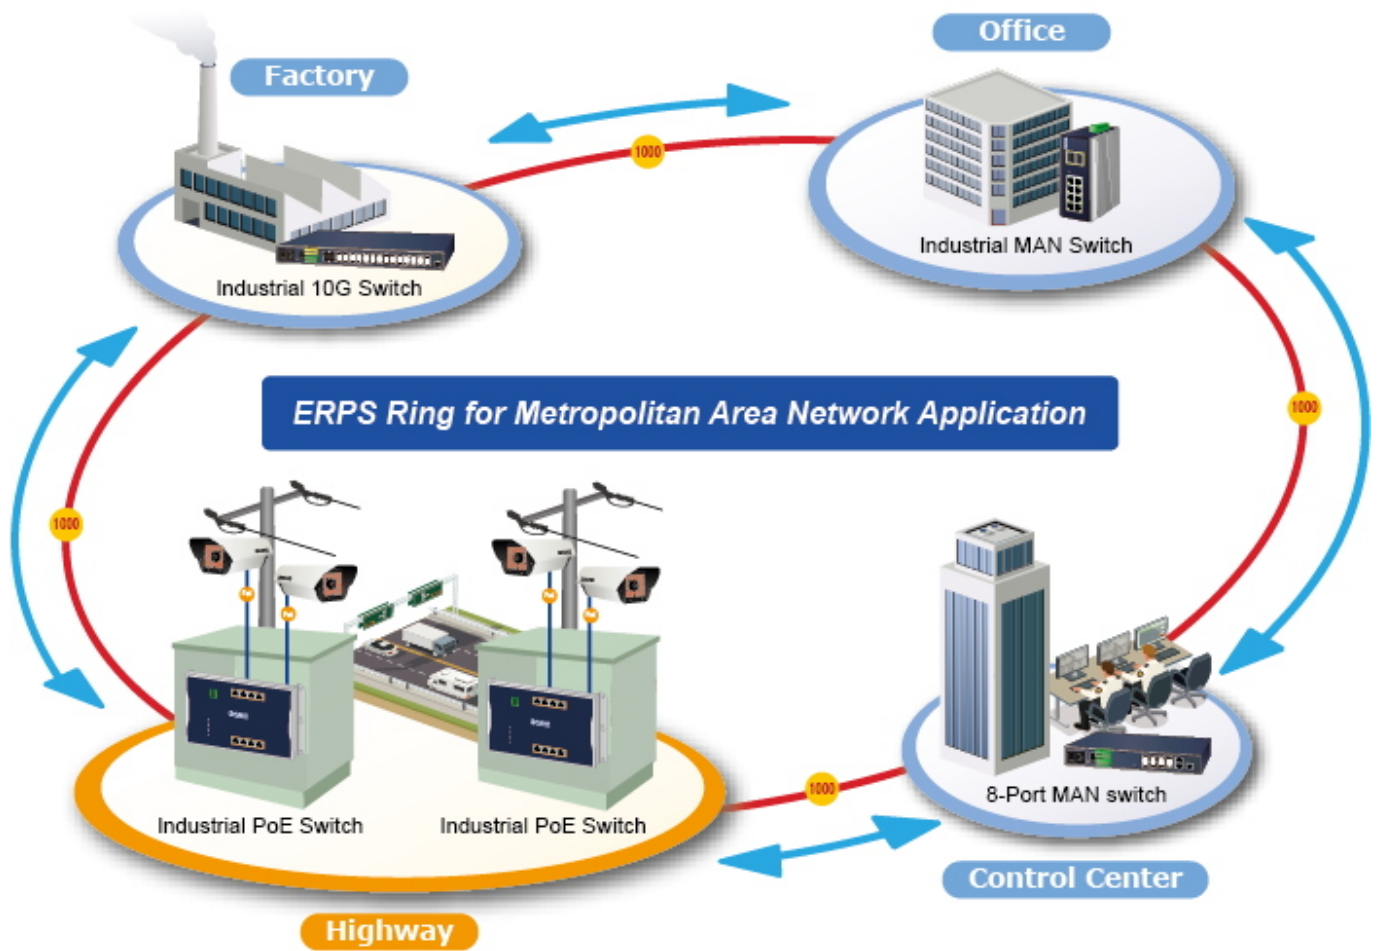 Office
Factory
1000
Industrial MAN Switch
Industrial 10G Switch
ERPS Ring for Metropolitan Area Network Application
1000
1000
1000
8-Port MAN switch
Industrial PoE Switch
Industrial PoE Switch
Control Center
Highway